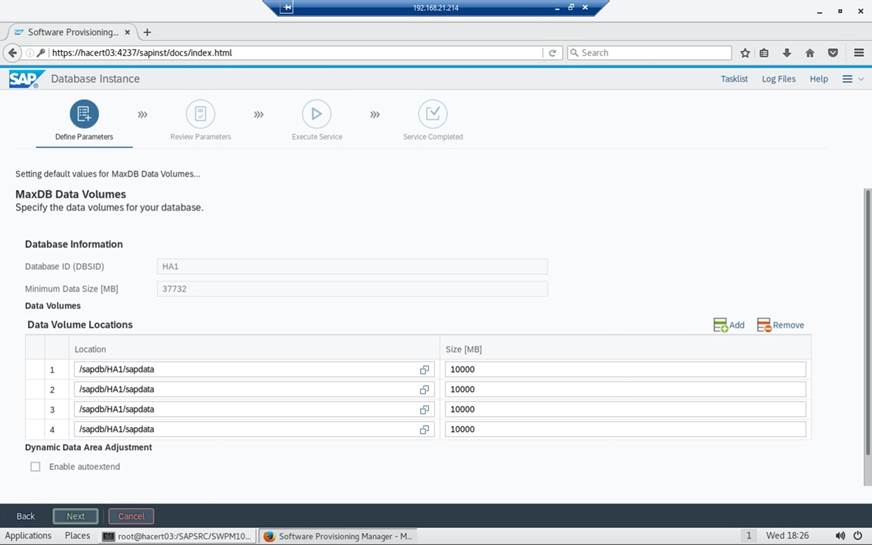 192.168.21.214
Software Provisioning...
https://hacert03:4237/sapinst/docs/index.html
Search
SAP Database Instance
Tasklist Log Files Help
Define Parameters
Review Parameters
Execute Service
Service Completed
Setting default values for MaxDB Data Volumes...
MaxDB Data Volumes
Specify the data volumes for your database.
Database Information
Database ID (DBSID) HA1
Minimum Data Size [MB] 37732
Data Volumes
Data Volume Locations Add Remove
Location Size [MB]
1 /sapdb/HA1/sapdata 10000
2 /sapdb/HA1/sapdata 10000
3 /sapdb/HA1/sapdata 10000
4 /sapdb/HA1/sapdata 10000
Dynamic Data Area Adjustment
Enable autoextend
Back Next Cancel
Applications Places root@hacert03:/SAPSRC/SWPM10... Software Provisioning Manager - M... 1 Wed 18:26